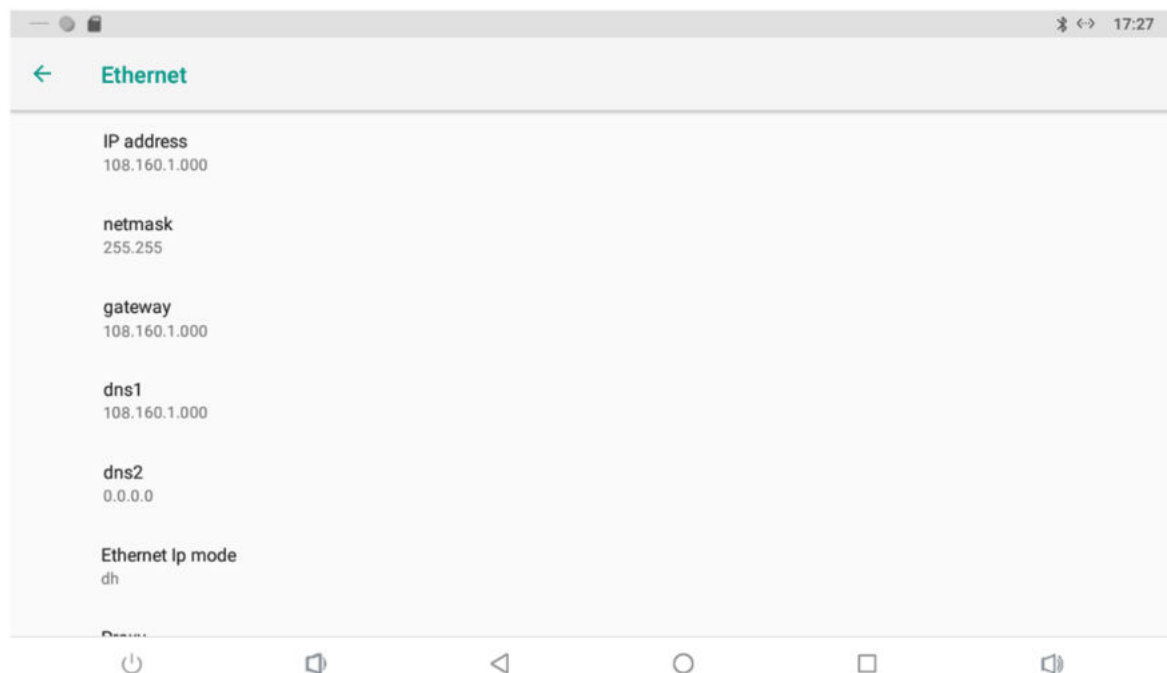 17:27
Ethernet
IP address
108.160.1.000
netmask
255.255
gateway
108.160.1.000
dns1
108.160.1.000
dns2
0.0.0.0
Ethernet Ip mode
dh